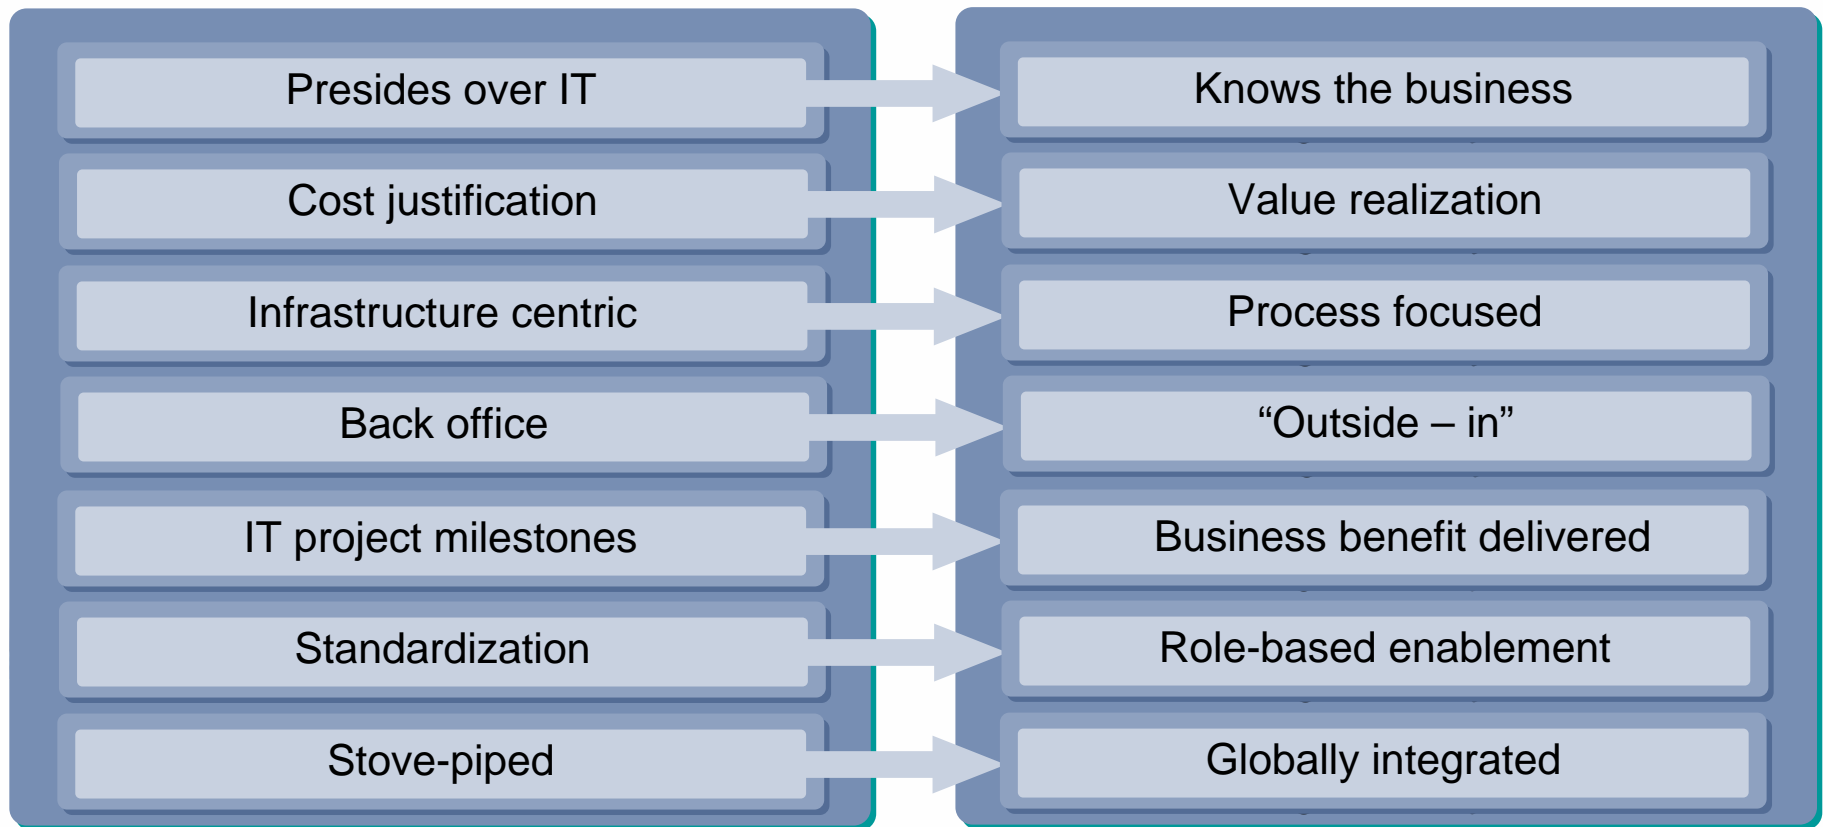 Presides over IT
Knows the business
Cost justification
Value realization
Infrastructure centric
Process focused
Back office
“Outside – in”
IT project milestones
Business benefit delivered
Standardization
Role-based enablement
Stove-piped
Globally integrated